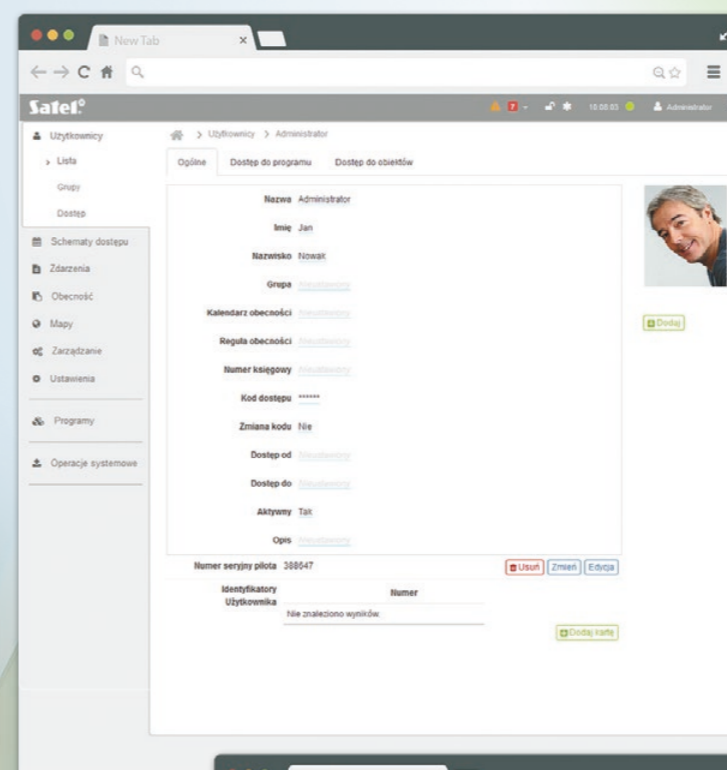 New Tab
Satel®
7
10:00:03
Administrator
Użytkownicy
Lista
Grupy
Dostęp
Schematy dostępu
Zdarzenia
Obecność
Mapy
Zarządzanie
Ustawienia
Programy
Operacje systemowe
> Użytkownicy > Administrator
Ogólne Dostęp do programu Dostęp do obiektów
Nazwa Administrator
Imię Jan
Nazwisko Nowak
Grupa Nieustawiony
Kalendarz obecności Nieustawiony
Reguła obecności Nieustawiony
Numer księgowy Nieustawiony
Kod dostępu ******
Zmiana kodu Nie
Dostęp od Nieustawiony
Dostęp do Nieustawiony
Aktywny Tak
Opis Nieustawiony
Numer seryjny pilota 388647 Usuń Zmień Edycja
Identyfikatory
Użytkownika
Numer
Nie znaleziono wyników.
Dodaj kartę
Dodaj